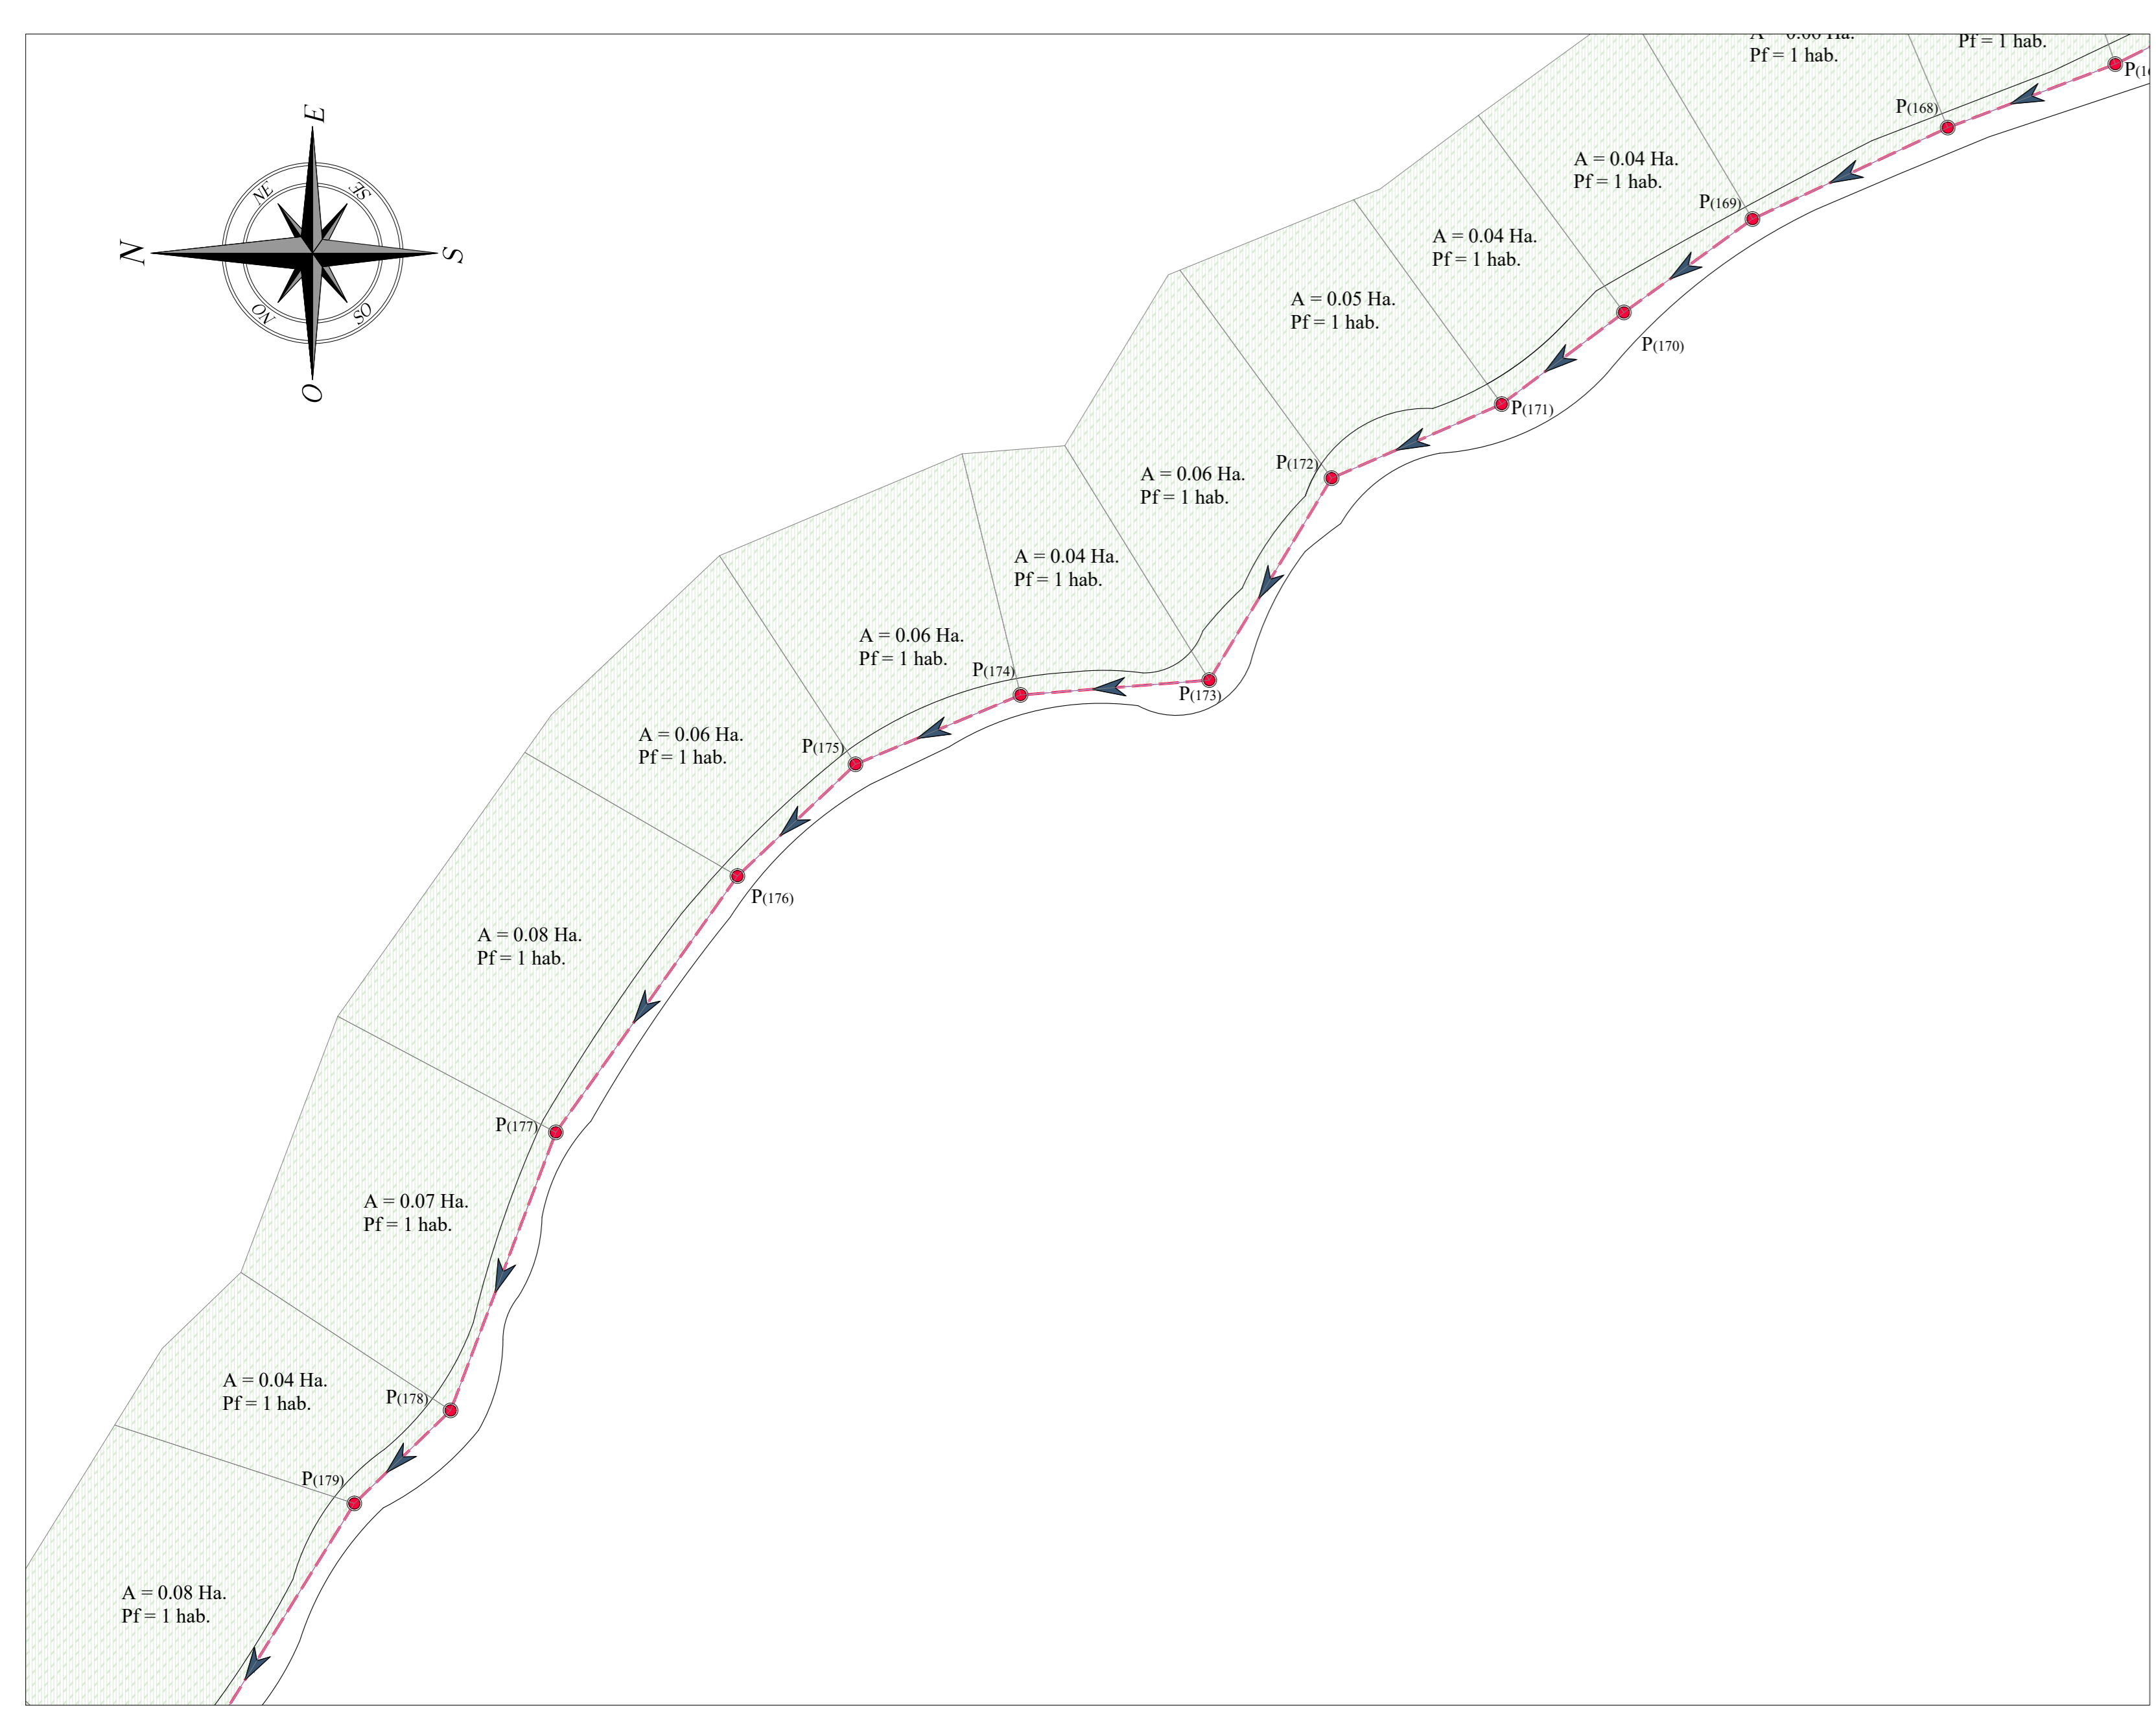 Pf = 1 hab.
Pf = 1 hab.
P(168)
E
NE
SE
N
S
NO
SO
O
A = 0.04 Ha.
Pf = 1 hab.
P(169)
A = 0.04 Ha.
Pf = 1 hab.
A = 0.05 Ha.
Pf = 1 hab.
P(170)
P(171)
P(172)
A = 0.06 Ha.
Pf = 1 hab.
A = 0.04 Ha.
Pf = 1 hab.
A = 0.06 Ha.
Pf = 1 hab.
P(174)
P(173)
A = 0.06 Ha.
Pf = 1 hab.
P(175)
P(176)
A = 0.08 Ha.
Pf = 1 hab.
P(177)
A = 0.07 Ha.
Pf = 1 hab.
A = 0.04 Ha.
Pf = 1 hab.
P(178)
P(179)
A = 0.08 Ha.
Pf = 1 hab.